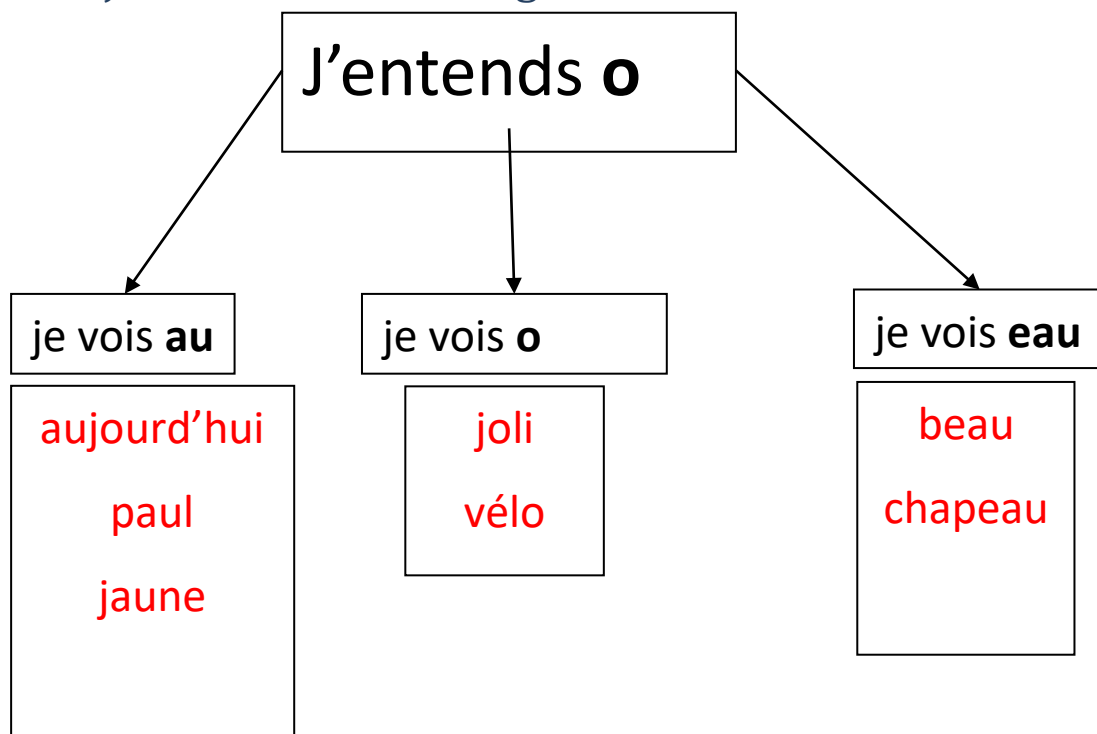 J’entends o
je vois au
aujourd’hui
paul
jaune
je vois o
joli
vélo
je vois eau
beau
chapeau